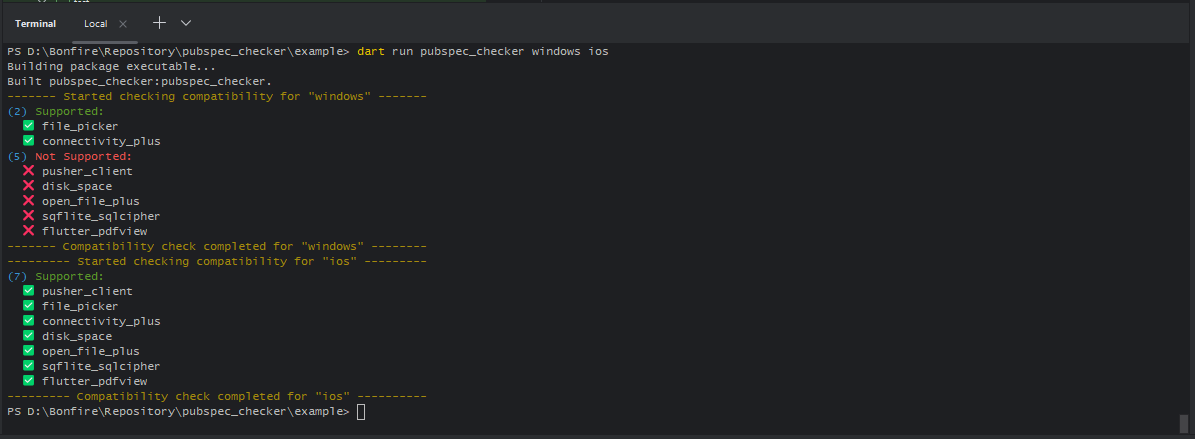 Terminal Local
PS D:\Bonfire\Repository\pubspec_checker\example> dart run pubspec_checker windows ios
Building package executable...
Built pubspec_checker:pubspec_checker.
------- Started checking compatibility for "windows" -------
(2) Supported:
✅ file_picker
✅ connectivity_plus
(5) Not Supported:
❌ pusher_client
❌ disk_space
❌ open_file_plus
❌ sqflite_sqlcipher
❌ flutter_pdfview
------- Compatibility check completed for "windows" --------
--------- Started checking compatibility for "ios" ---------
(7) Supported:
✅ pusher_client
✅ file_picker
✅ connectivity_plus
✅ disk_space
✅ open_file_plus
✅ sqflite_sqlcipher
✅ flutter_pdfview
--------- Compatibility check completed for "ios" ----------
PS D:\Bonfire\Repository\pubspec_checker\example>